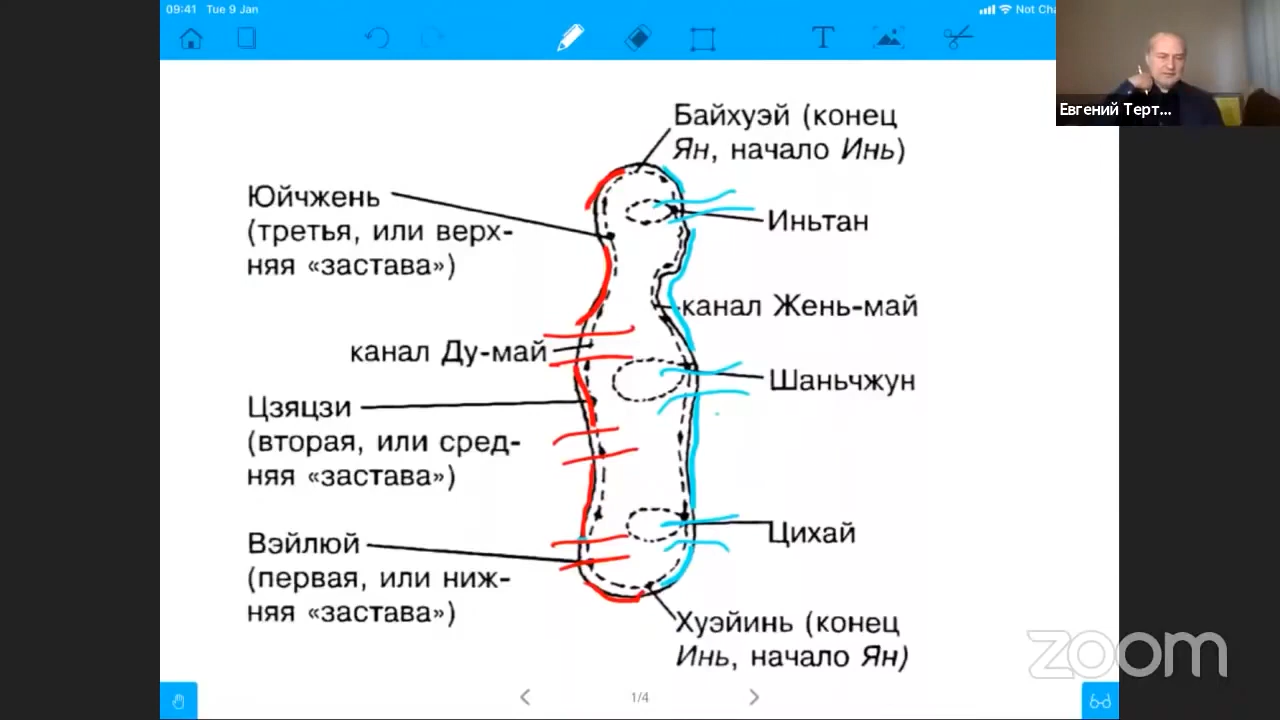 09:41 Tue 9 Jan
Not Cha
T
Евгений Терт...
Байхуэй (конец
Ян, начало Инь)
Юйчжень
(третья, или верх-
няя «застава»)
Иньтан
канал Жень-май
канал Ду-май
Шаньчжун
Цзяцзи
(вторая, или сред-
няя «застава»)
Вэйлюй
(первая, или ниж-
няя «застава»)
Цихай
Хуэйинь (конец
Инь, начало Ян)
1/4
zoom